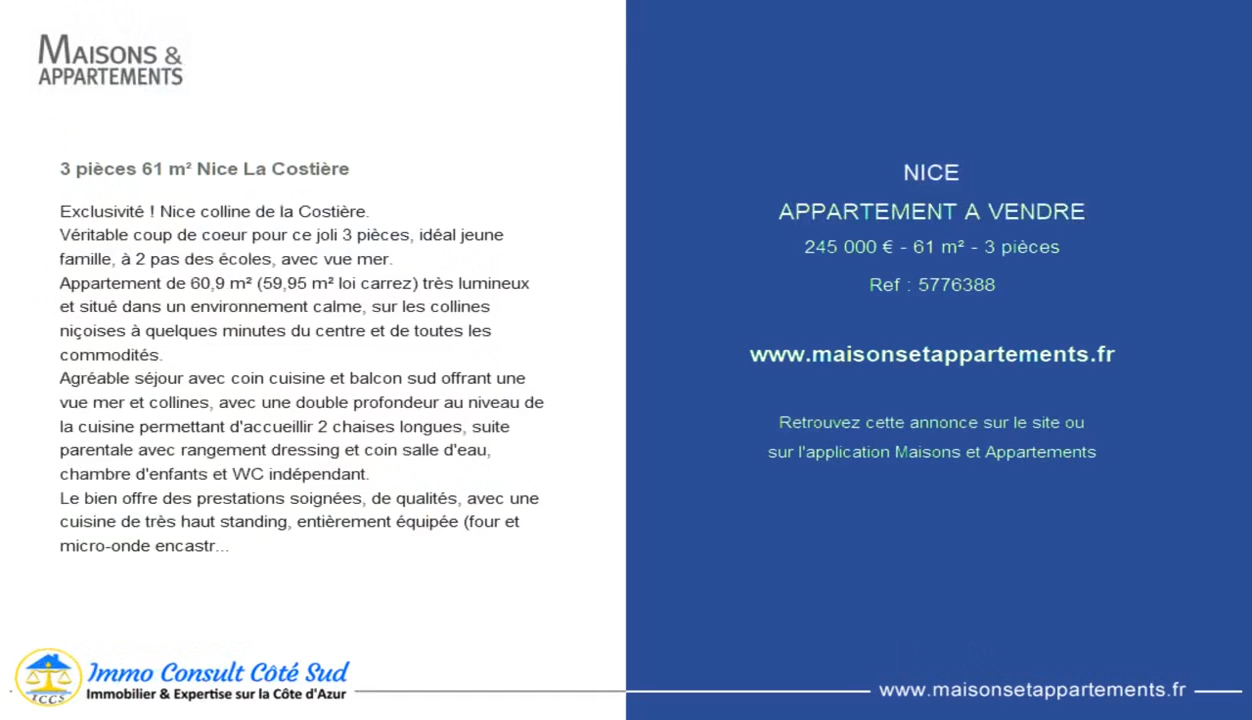 MAISONS &
APPARTEMENTS
3 pièces 61 m² Nice La Costière
Exclusivité ! Nice colline de la Costière.
Véritable coup de coeur pour ce joli 3 pièces, idéal jeune
famille, à 2 pas des écoles, avec vue mer.
Appartement de 60,9 m² (59,95 m² loi carrez) très lumineux
et situé dans un environnement calme, sur les collines
niçoises à quelques minutes du centre et de toutes les
commodités.
Agréable séjour avec coin cuisine et balcon sud offrant une
vue mer et collines, avec une double profondeur au niveau de
la cuisine permettant d'accueillir 2 chaises longues, suite
parentale avec rangement dressing et coin salle d'eau,
chambre d'enfants et WC indépendant.
Le bien offre des prestations soignées, de qualités, avec une
cuisine de très haut standing, entièrement équipée (four et
micro-onde encastr...
ICCS
Immo Consult Côté Sud
Immobilier & Expertise sur la Côte d'Azur
NICE
APPARTEMENT A VENDRE
245 000 € - 61 m² - 3 pièces
Ref : 5776388
www.maisonsetappartements.fr
Retrouvez cette annonce sur le site ou
sur l'application Maisons et Appartements
www.maisonsetappartements.fr